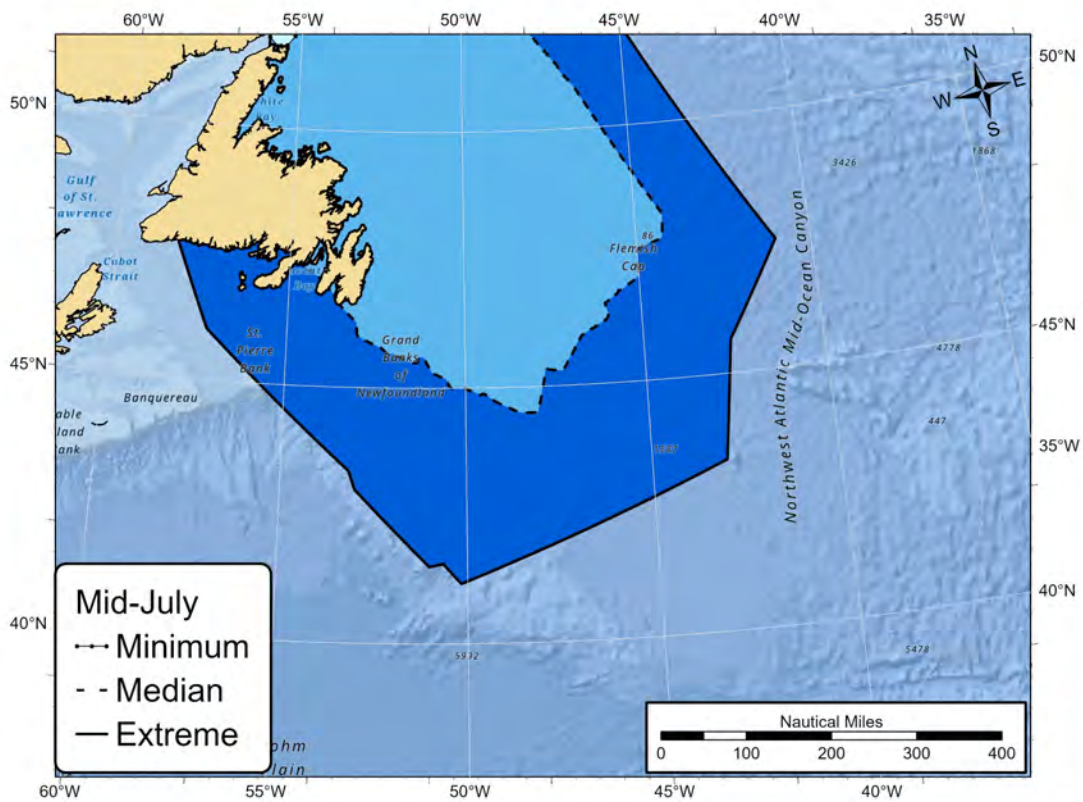 60°W 55°W 50°W 45°W 40°W 35°W
50°N
50°N
N
W E
S
Gulf
of St.
awrence
Cabot
Strait
3426
1868
86
Flemish
Cap
Northwest Atlantic Mid-Ocean Canyon
St.
Pierre
Bank
Grand
Banks
of
Newfoundland
45°N
45°N
4778
Banquereau
able
land
ank
447
35°W
Mid-July
Minimum
Median
Extreme
40°N
40°N
5992
5478
ohm
lain
Nautical Miles
0 100 200 300 400
60°W 55°W 50°W 45°W 40°W